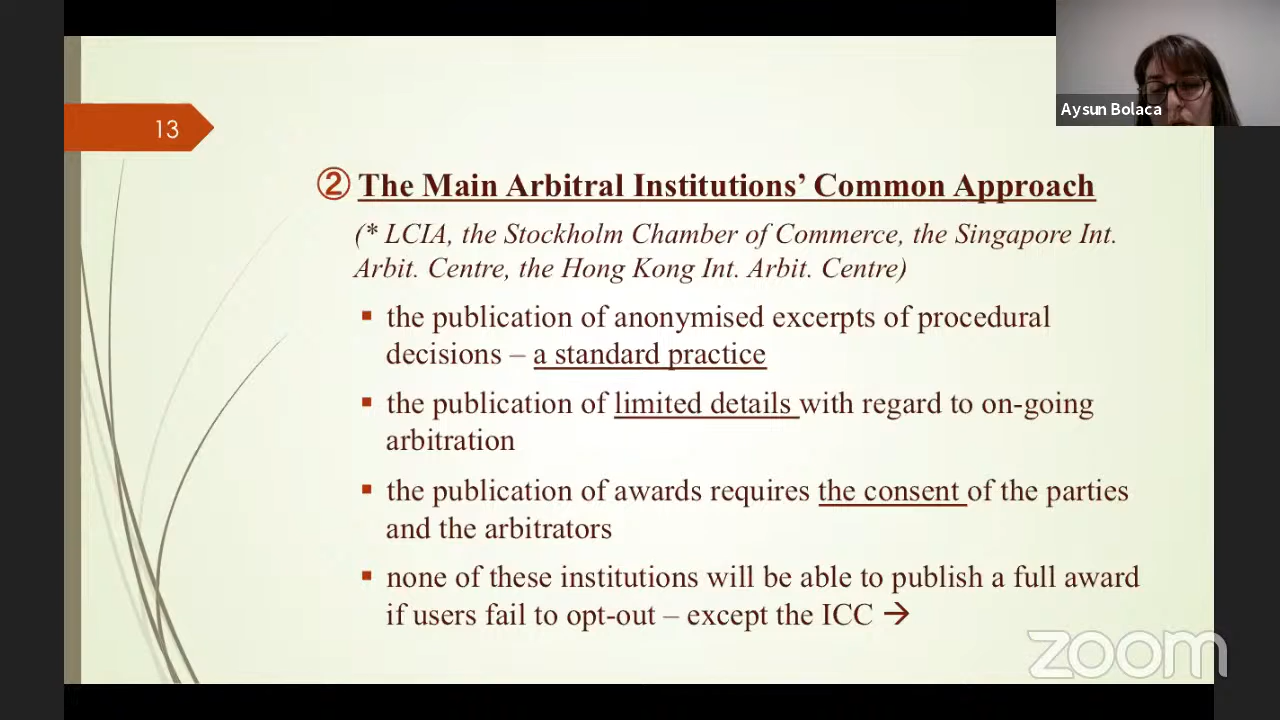 Aysun Bolaca
13
② The Main Arbitral Institutions’ Common Approach
(* LCIA, the Stockholm Chamber of Commerce, the Singapore Int.
Arbit. Centre, the Hong Kong Int. Arbit. Centre)
▪ the publication of anonymised excerpts of procedural
decisions – a standard practice
▪ the publication of limited details with regard to on-going
arbitration
▪ the publication of awards requires the consent of the parties
and the arbitrators
▪ none of these institutions will be able to publish a full award
if users fail to opt-out – except the ICC →
zoom